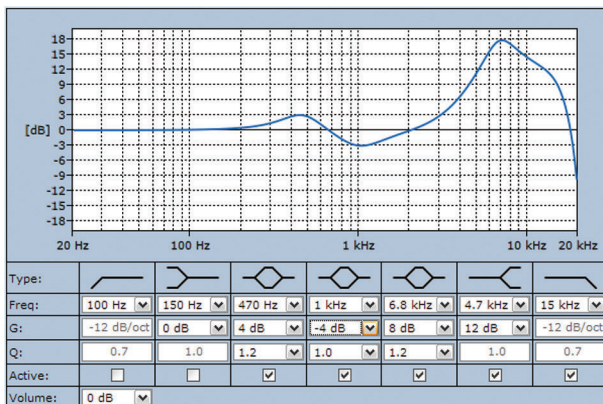 18
15
12
9
6
3
[dB] 0
-3
-6
-9
-12
-15
-18
20 Hz 100 Hz 1 kHz 10 kHz 20 kHz
Type:
Freq: 100 Hz 150 Hz 470 Hz 1 kHz 6.8 kHz 4.7 kHz 15 kHz
G: -12 dB/oct 0 dB 4 dB -4 dB 8 dB 12 dB -12 dB/oct
Q: 0.7 1.0 1.2 1.0 1.2 1.0 0.7
Active:
Volume: 0 dB